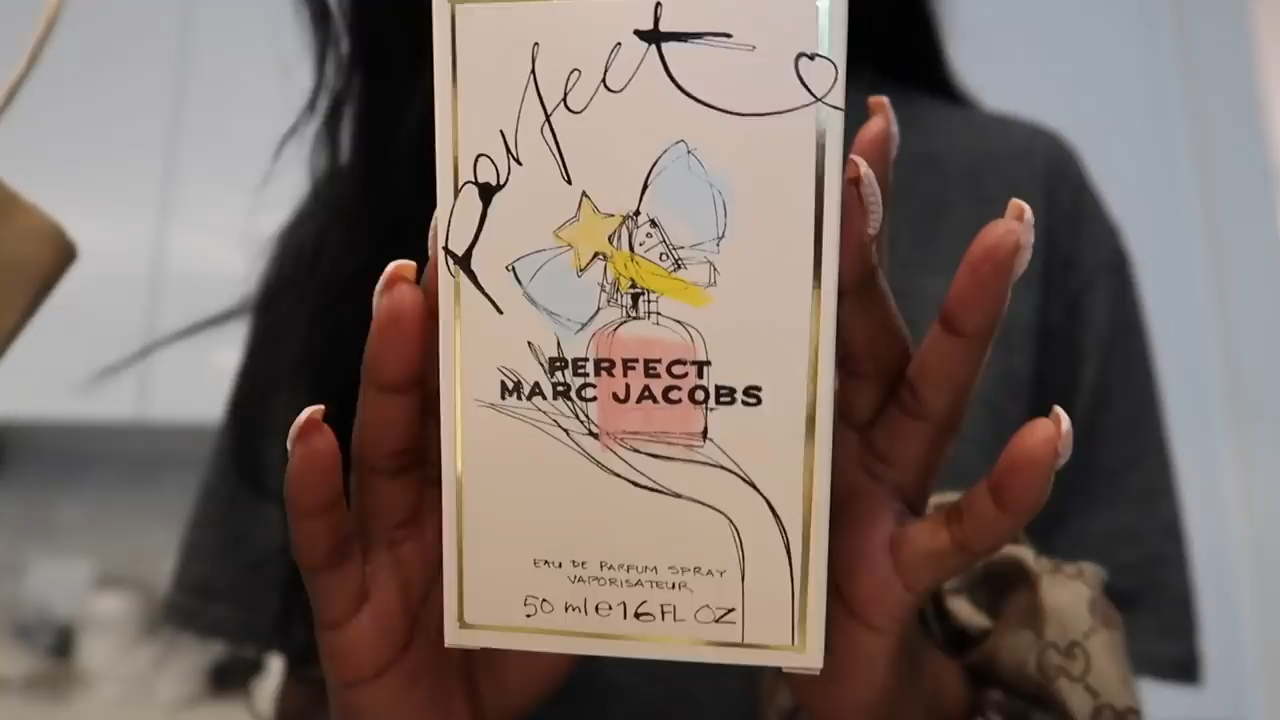 perfect
PERFECT
MARC JACOBS
EAU DE PARFUM SPRAY
VAPORISATEUR
50 ml e 1 6 FL OZ